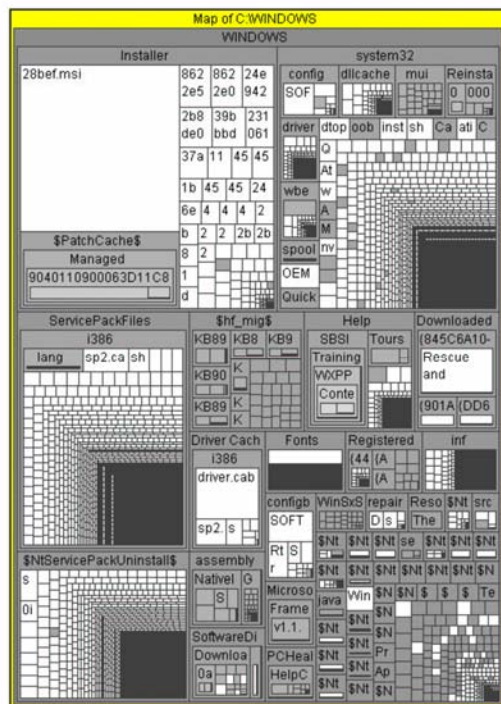 Map of C:\WINDOWS
WINDOWS
Installer
28bef.msi
862 862 24e
2e5 2e0 942
2b8 39b 231
de0 bbd 061
37a 11 45 45
1b 45 45 24
6e 4 4 2
b 2 2 2b 2b
8 2
1
d
$PatchCache$
Managed
9040110900063D11C8
system32
config dllcache mui Reinsta
SOF 0 000
driver dtop oob inst sh Ca ati C
Q
At
wbe w
A
M
spool nv
OEM
Quick
ServicePackFiles
i386
lang sp2.ca sh
$hf_mig$
KB89 KB8 KB9
KB90 K
KB89 K
Help
SBSI Tours
Training
WXPP
Conte
Downloaded
(845C6A10-
Rescue
and
(901A (DD6
Driver Cach
i386
driver.cab
sp2. s
Fonts
Registered
(44 (A
(A
inf
configb WinSxS repair Reso $Nt src
SOFT D s The
Rt S
r
$Nt $Nt $Nt se $Nt $Nt $Nt
$Nt $Nt $Nt $Nt $Nt $Nt $Nt
$NtServicePackUninstall$
s
0i
assembly
NativeI G
S
SoftwareDi
Downloa
0a
Microso
Frame
v1.1.
PCHeal
HelpC
java Win $N $N $ $ $ Te
$Nt $N
$Nt $N
$Nt Pr
$Nt $Nt Ap
$Nt $Nt $N